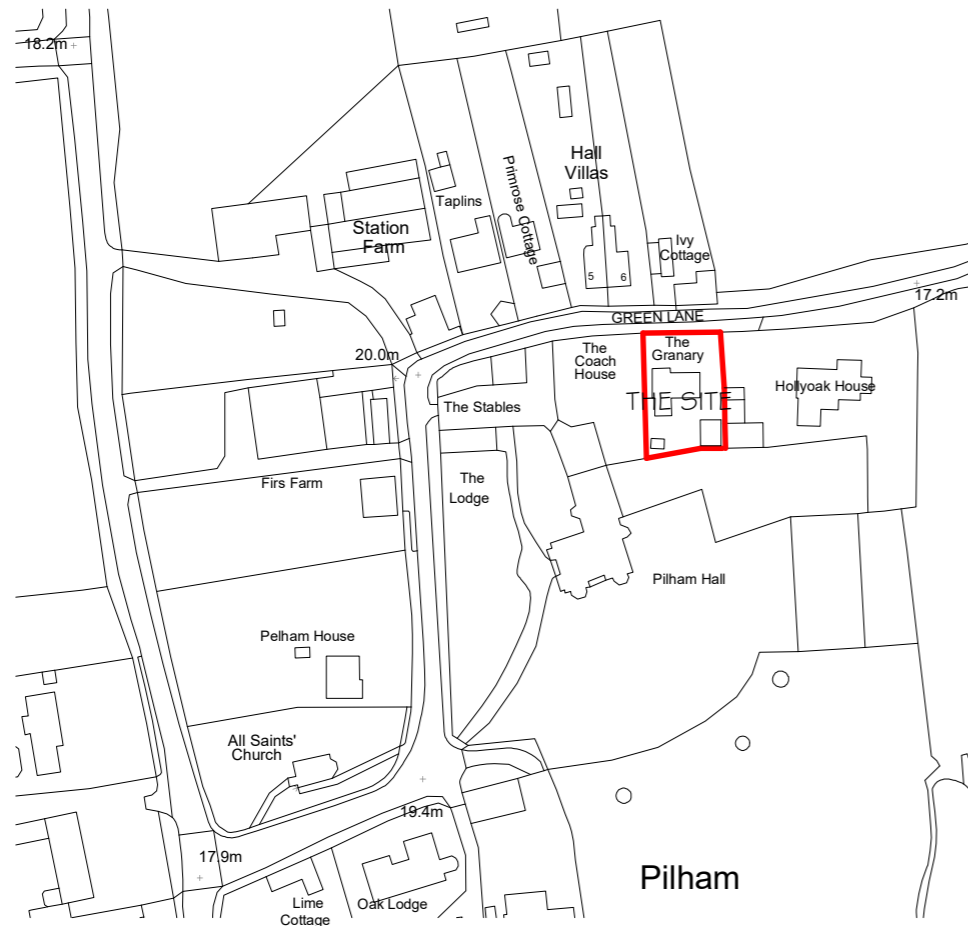 18.2m
Hall
Villas
Primrose Cottage
Taplins
Station
Farm
Ivy
Cottage
5
6
17.2m
GREEN LANE
20.0m
The
Coach
House
The
Granary
THE SITE
Hollyoak House
The Stables
Firs Farm
The
Lodge
Pilham Hall
Pelham House
All Saints'
Church
19.4m
17.9m
Pilham
Lime
Cottage
Oak Lodge